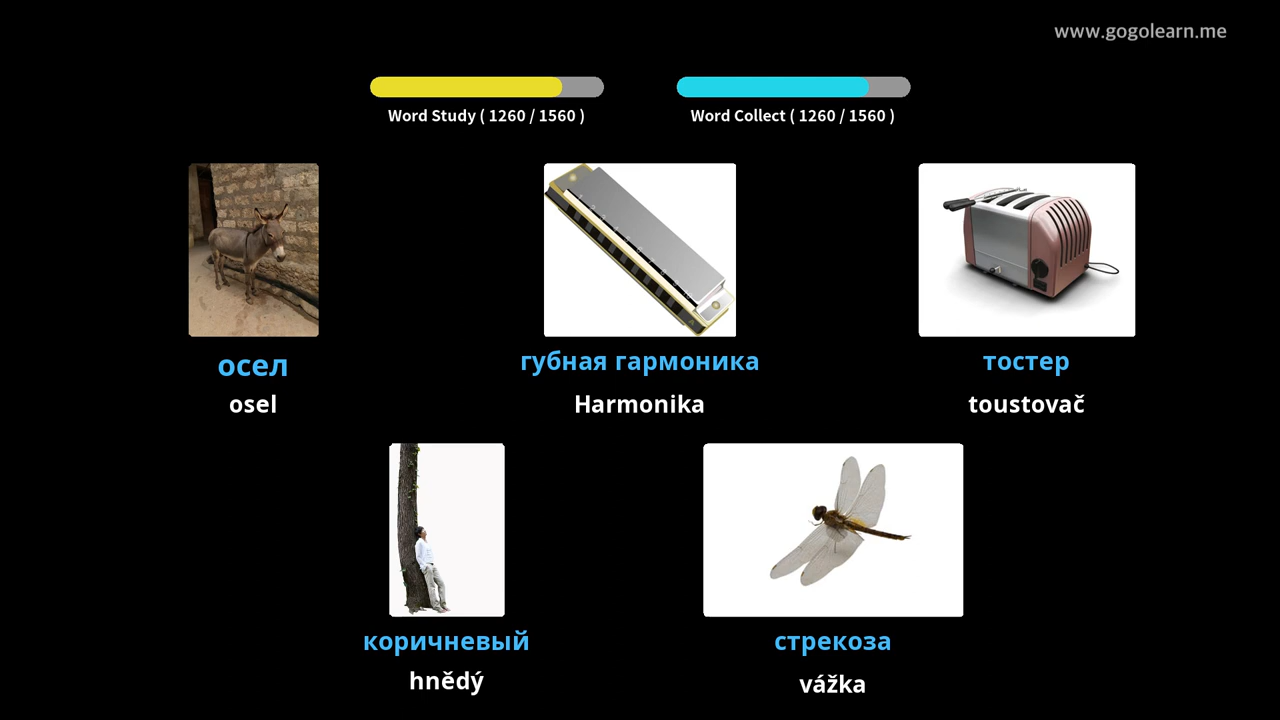 www.gogolearn.me
Word Study ( 1260 / 1560 )
Word Collect ( 1260 / 1560 )
осел
osel
губная гармоника
Harmonika
тостер
toustovač
коричневый
hnědý
стрекоза
vážka